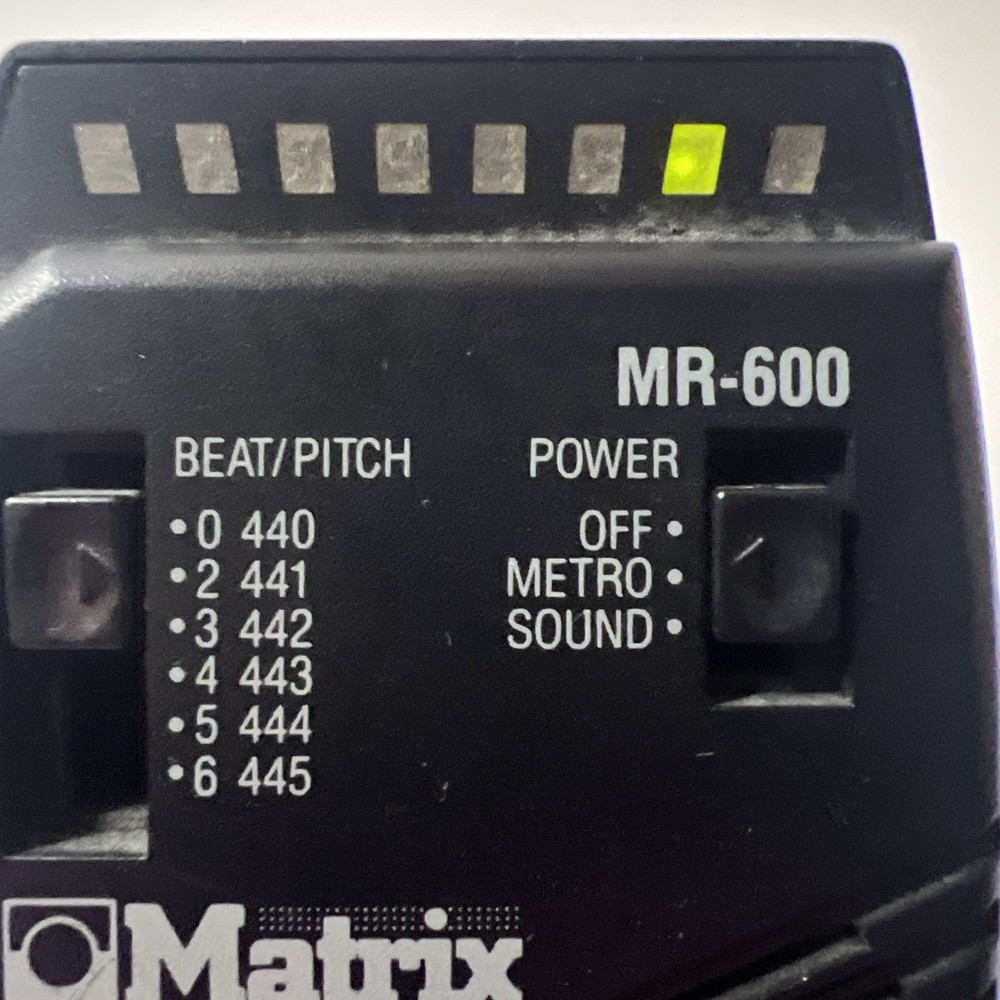 MR-600
BEAT/PITCH
• 0 440
• 2 441
• 3 442
• 4 443
• 5 444
• 6 445
POWER
OFF •
METRO •
SOUND •
Matrix